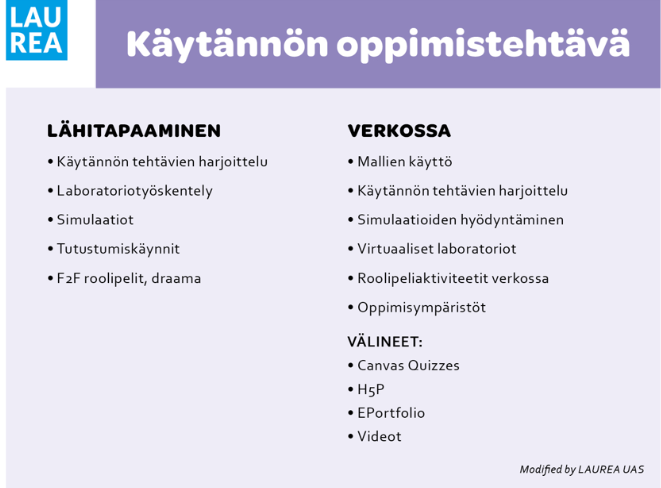 LAU
REA
Käytännön oppimistehtävä
LÄHITAPAAMINEN
• Käytännön tehtävien harjoittelu
• Laboratoriotyöskentely
• Simulaatiot
• Tutustumiskäynnit
• F2F roolipelit, draama
VERKOSSA
• Mallien käyttö
• Käytännön tehtävien harjoittelu
• Simulaatioiden hyödyntäminen
• Virtuaaliset laboratoriot
• Roolipeliaktiviteetit verkossa
• Oppimisympäristöt
VÄLINEET:
• Canvas Quizzes
• H5P
• EPortfolio
• Videot
Modified by LAUREA UAS